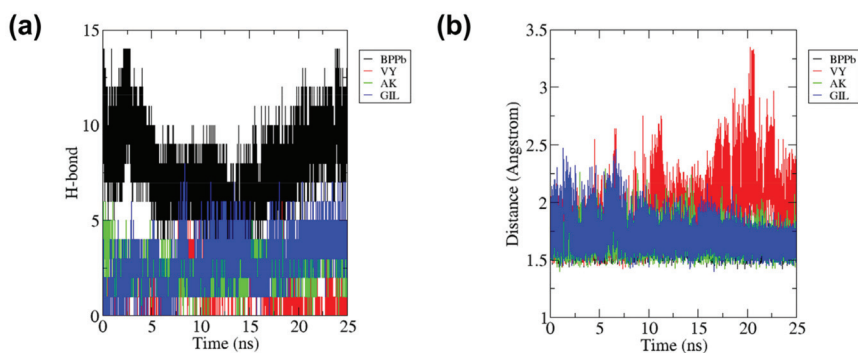 (a)
15
10
5
0
H-bond
0 5 10 15 20 25
Time (ns)
BPPb
VY
AK
GIL
(b)
3.5
3
2.5
2
1.5
1
Distance (Angstrom)
0 5 10 15 20 25
Time (ns)
BPPb
VY
AK
GIL